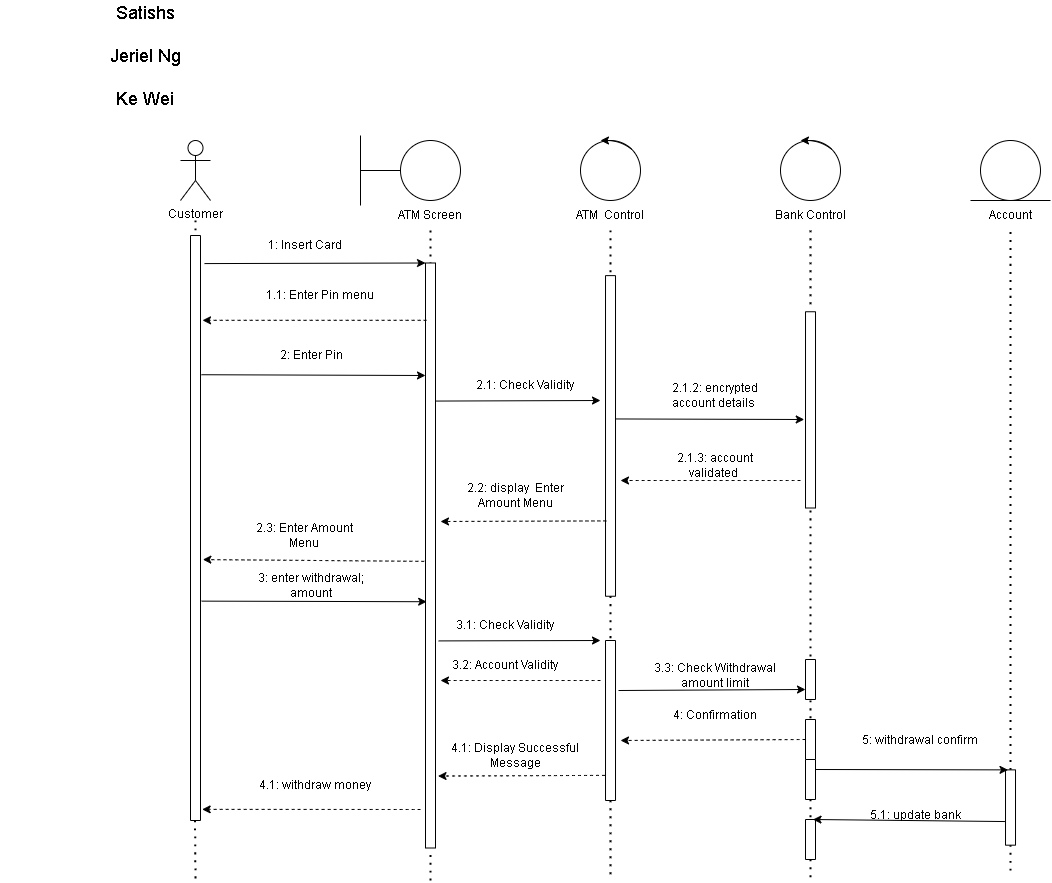 Satishs
Jeriel Ng
Ke Wei
Customer
ATM Screen
ATM Control
Bank Control
Account
1: Insert Card
1.1: Enter Pin menu
2: Enter Pin
2.1: Check Validity
2.1.2: encrypted
account details
2.1.3: account
validated
2.2: display Enter
Amount Menu
2.3: Enter Amount
Menu
3: enter withdrawal;
amount
3.1: Check Validity
3.2: Account Validity
3.3: Check Withdrawal
amount limit
4: Confirmation
5: withdrawal confirm
4.1: Display Successful
Message
4.1: withdraw money
5.1: update bank